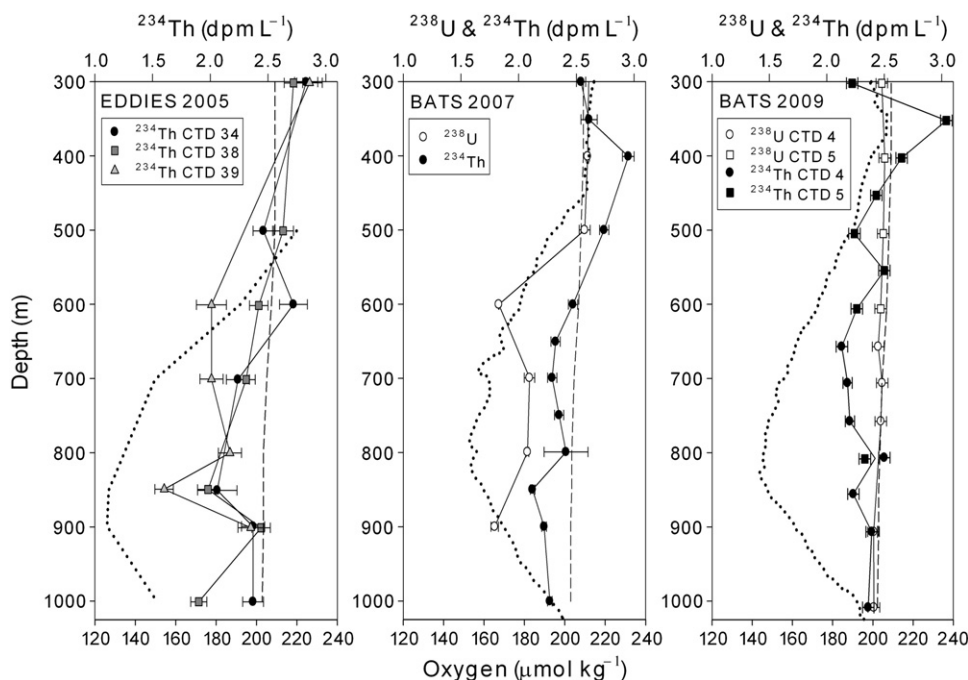 ²³⁴Th (dpm L⁻¹)
1.0 1.5 2.0 2.5 3.0
²³⁸U & ²³⁴Th (dpm L⁻¹)
1.0 1.5 2.0 2.5 3.0
²³⁸U & ²³⁴Th (dpm L⁻¹)
1.0 1.5 2.0 2.5 3.0
Depth (m)
300
400
500
600
700
800
900
1000
EDDIES 2005
²³⁴Th CTD 34
²³⁴Th CTD 38
²³⁴Th CTD 39
BATS 2007
²³⁸U
²³⁴Th
BATS 2009
²³⁸U CTD 4
²³⁸U CTD 5
²³⁴Th CTD 4
²³⁴Th CTD 5
120 140 160 180 200 220 240
120 140 160 180 200 220 240
120 140 160 180 200 220 240
Oxygen (μmol kg⁻¹)